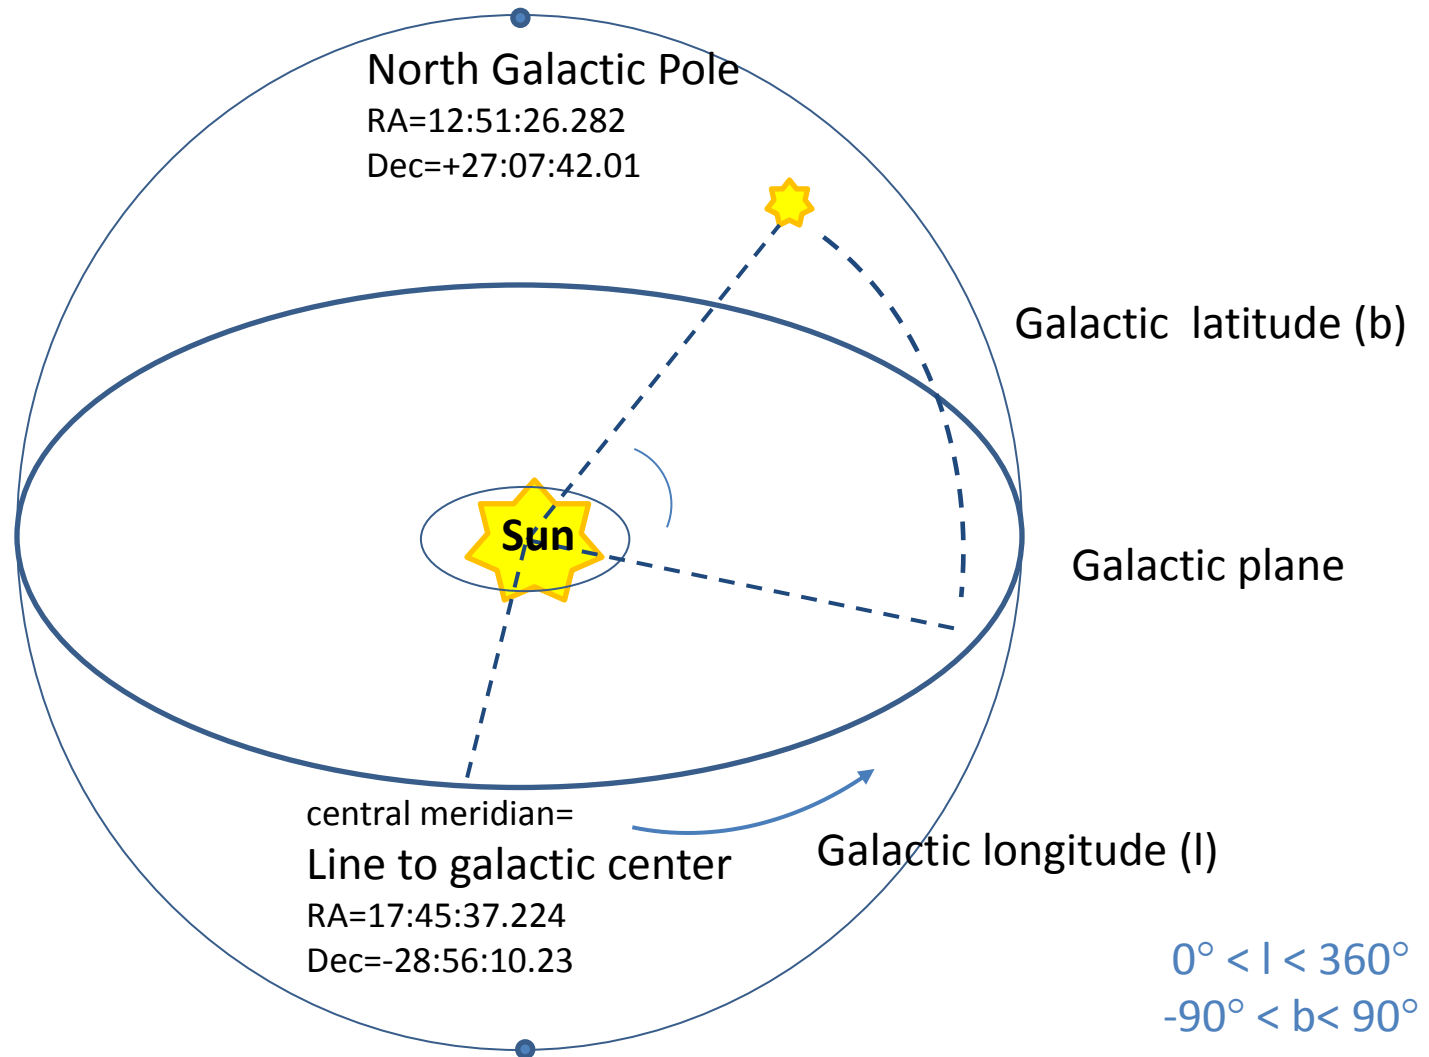 North Galactic Pole
RA=12:51:26.282
Dec=+27:07:42.01
Galactic latitude (b)
Sun
Galactic plane
central meridian=
Line to galactic center
RA=17:45:37.224
Dec=-28:56:10.23
Galactic longitude (l)
0° < l < 360°
-90° < b< 90°